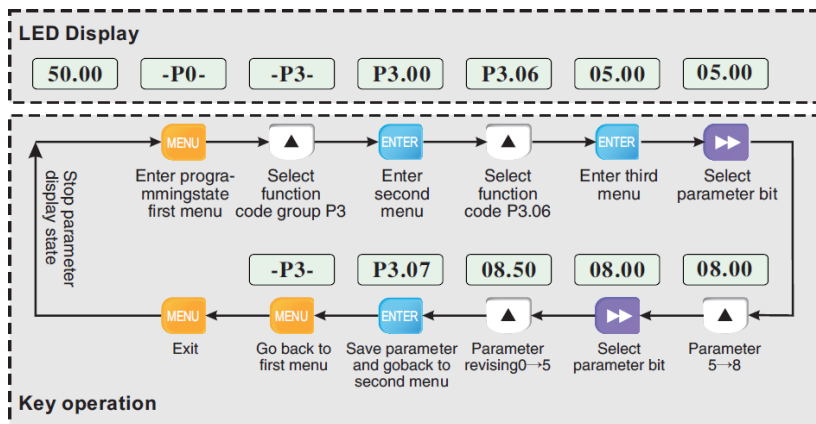 LED Display
50.00 -P0- -P3- P3.00 P3.06 05.00 05.00
MENU ENTER ENTER
Stop parameter
display state
Enter progra-
mmingstate
first menu
Select
function
code group P3
Enter
second
menu
Select
function
code P3.06
Enter third
menu
Select
parameter bit
-P3- P3.07 08.50 08.00 08.00
MENU MENU ENTER
Exit
Go back to
first menu
Save parameter
and goback to
second menu
Parameter
revising0→5
Select
parameter bit
Parameter
5→8
Key operation